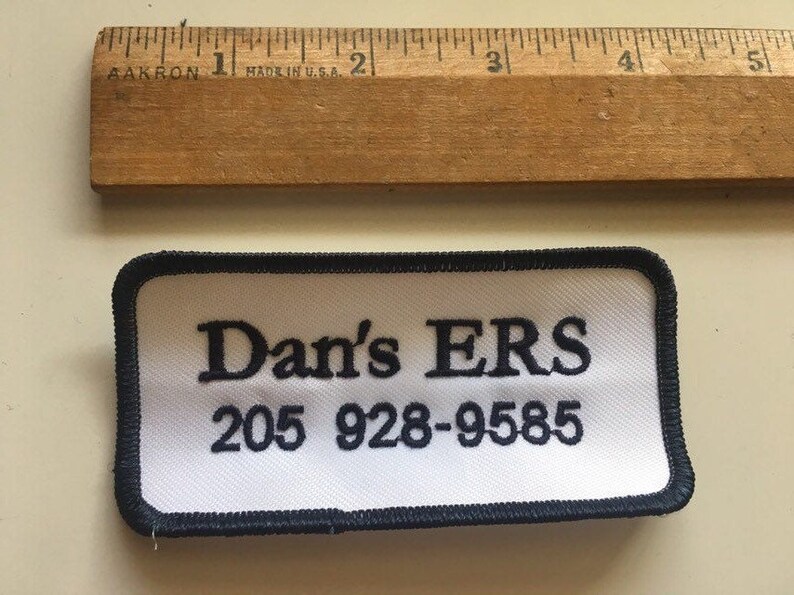 AAKRON 1 MADE IN U.S.A. 2 3 4 5
Dan's ERS
205 928-9585